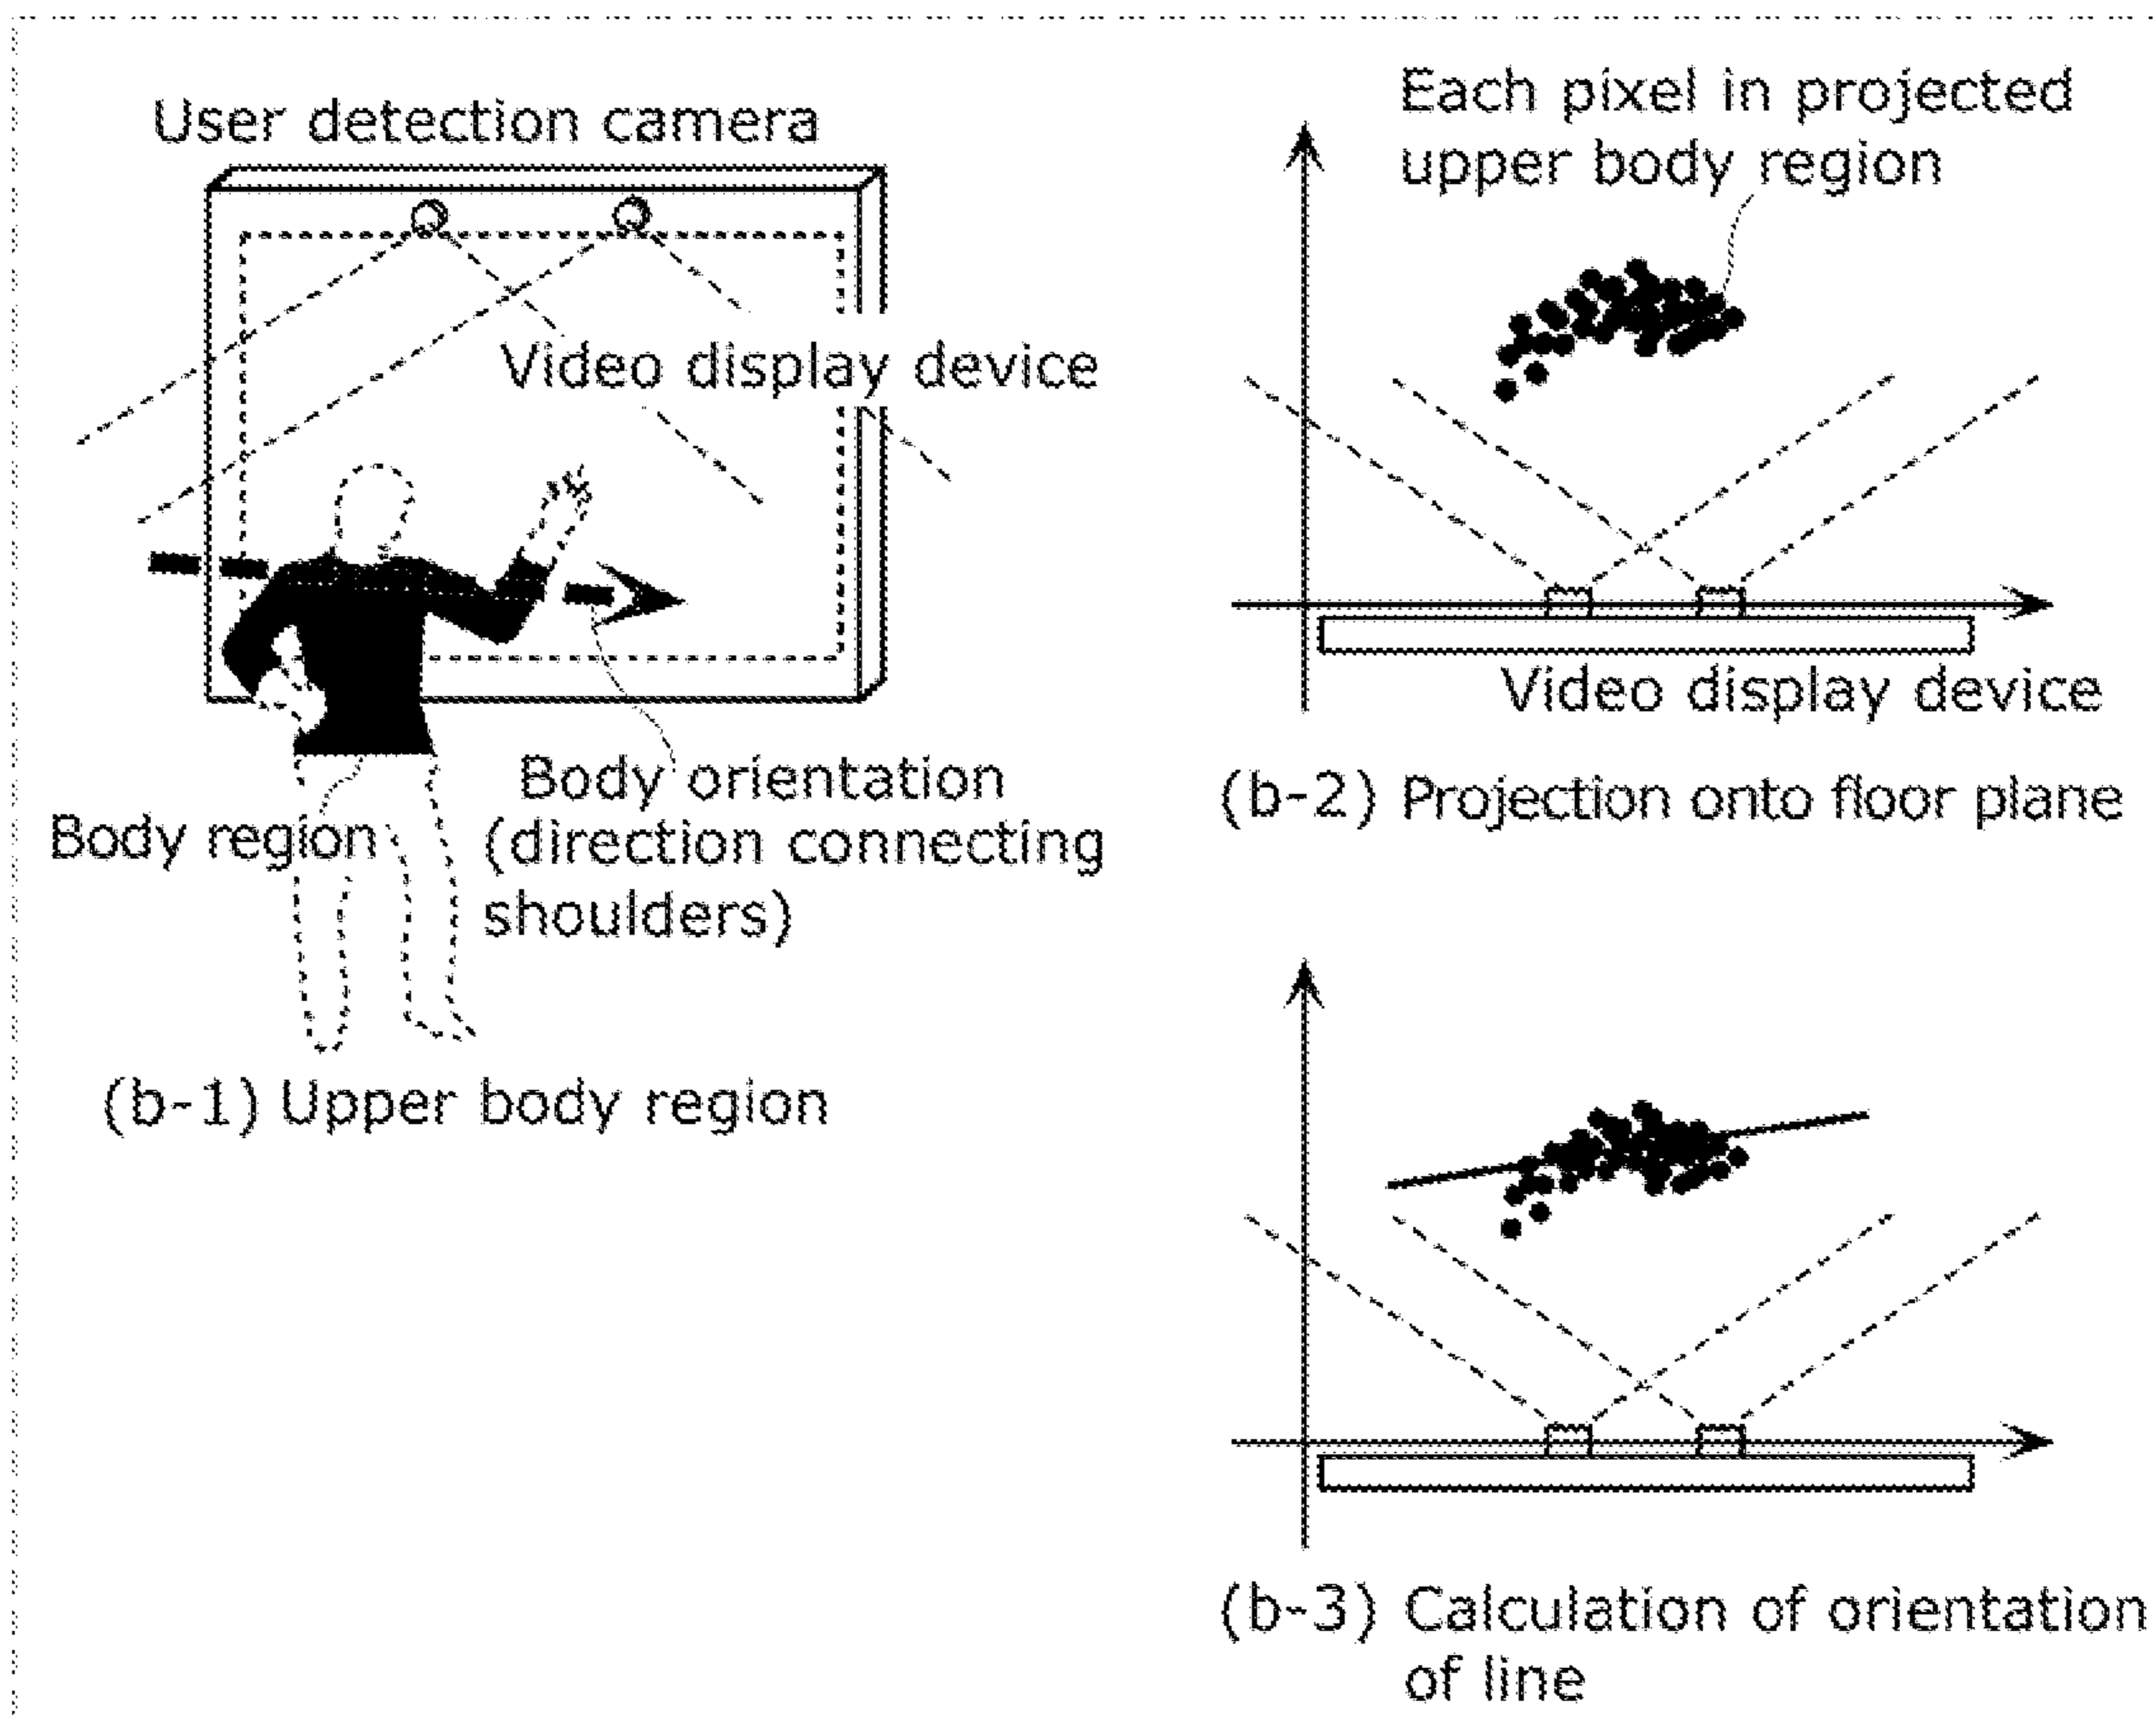 User detection camera
Video display device
Body orientation
(direction connecting
shoulders)
Body region
(b-1) Upper body region
Each pixel in projected
upper body region
Video display device
(b-2) Projection onto floor plane
(b-3) Calculation of orientation
of line